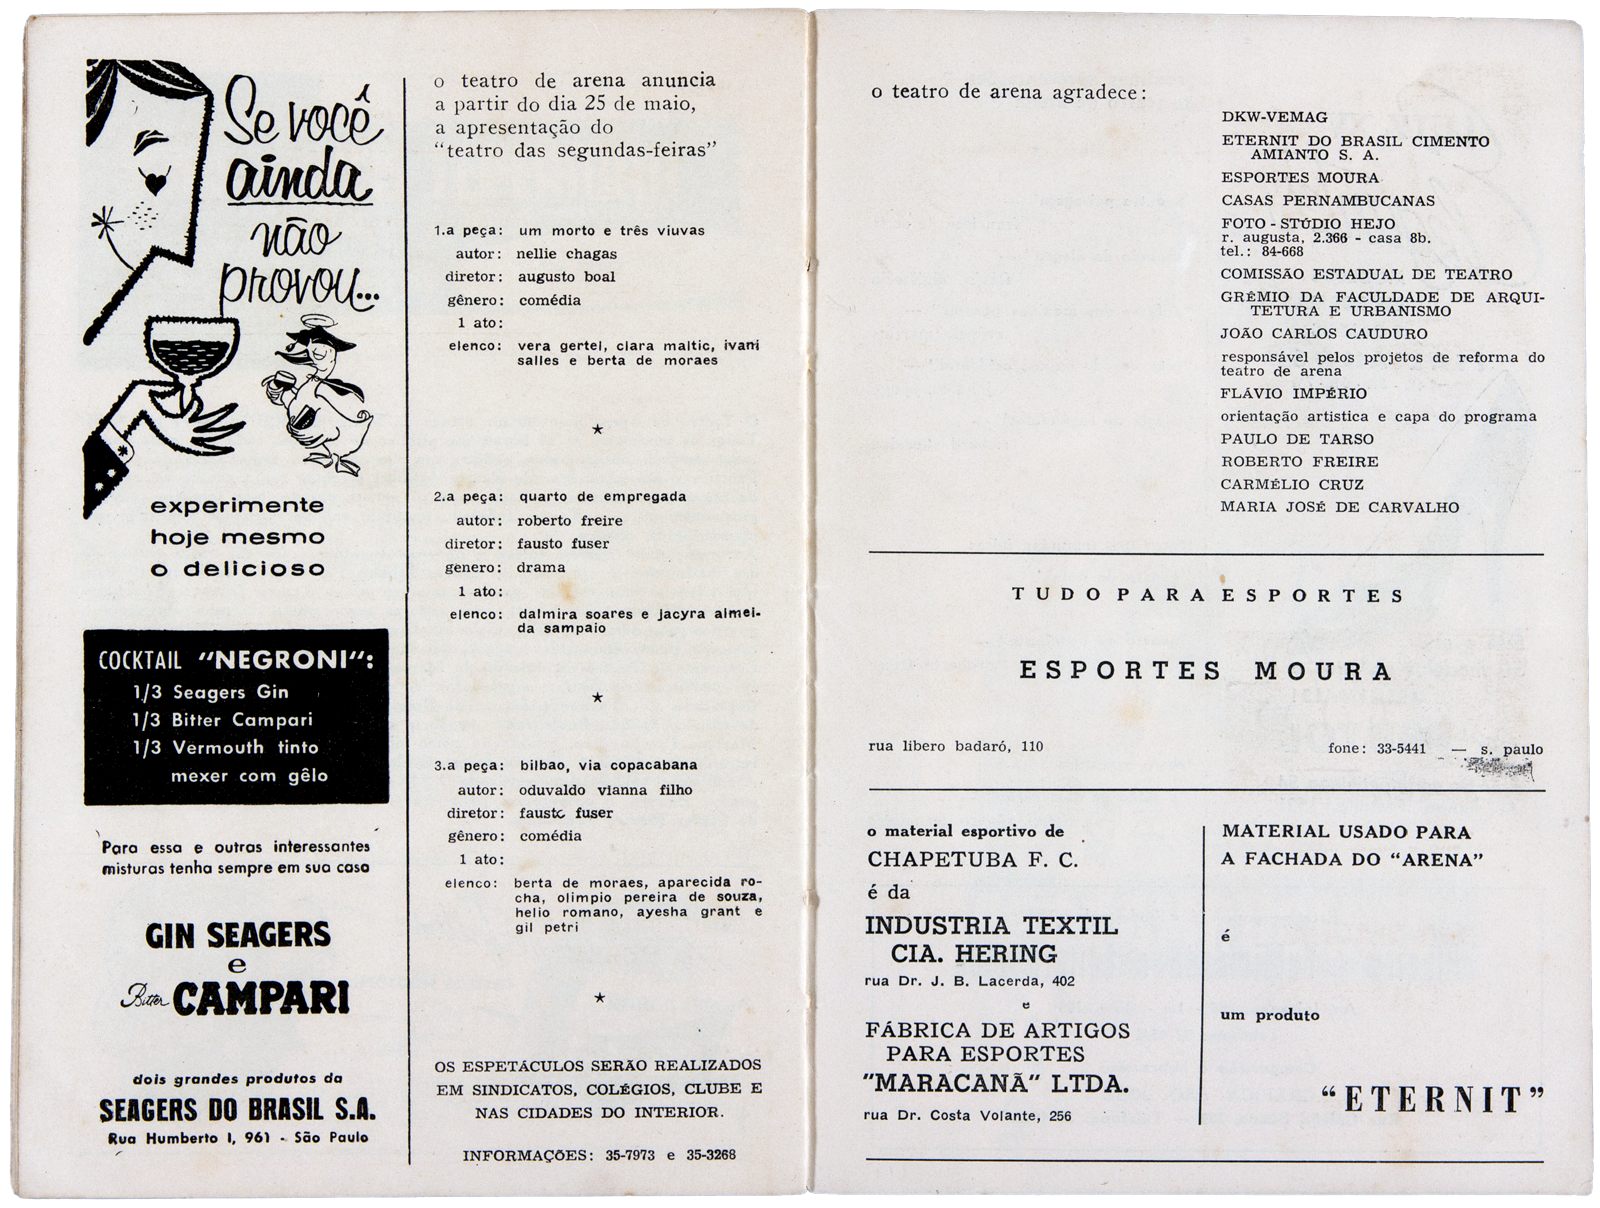 Se você
ainda
não
provou...
experimente
hoje mesmo
o delicioso
COCKTAIL "NEGRONI":
1/3 Seagers Gin
1/3 Bitter Campari
1/3 Vermouth tinto
mexer com gêlo
Para essa e outras interessantes
misturas tenha sempre em sua casa
GIN SEAGERS
e
Bitter CAMPARI
dois grandes produtos da
SEAGERS DO BRASIL S.A.
Rua Humberto I, 961 - São Paulo
o teatro de arena anuncia
a partir do dia 25 de maio,
a apresentação do
"teatro das segundas-feiras"
1.a peça: um morto e três viuvas
autor: nellie chagas
diretor: augusto boal
gênero: comédia
1 ato:
elenco: vera gertel, clara maltic, ivani
salles e berta de moraes
2.a peça: quarto de empregada
autor: roberto freire
diretor: fausto fuser
gênero: drama
1 ato:
elenco: dalmira soares e jacyra almei-
da sampaio
3.a peça: bilbao, via copacabana
autor: oduvaldo vianna filho
diretor: fausto fuser
gênero: comédia
1 ato:
elenco: berta de moraes, aparecida ro-
cha, olimpio pereira de souza,
helio romano, ayesha grant e
gil petri
OS ESPETÁCULOS SERÃO REALIZADOS
EM SINDICATOS, COLÉGIOS, CLUBE E
NAS CIDADES DO INTERIOR.
INFORMAÇÕES: 35-7973 e 35-3268
o teatro de arena agradece:
DKW-VEMAG
ETERNIT DO BRASIL CIMENTO
AMIANTO S. A.
ESPORTES MOURA
CASAS PERNAMBUCANAS
FOTO - STÚDIO HEJO
r. augusta, 2.366 - casa 8b.
tel.: 84-668
COMISSÃO ESTADUAL DE TEATRO
GRÊMIO DA FACULDADE DE ARQUI-
TETURA E URBANISMO
JOÃO CARLOS CAUDURO
responsável pelos projetos de reforma do
teatro de arena
FLÁVIO IMPÉRIO
orientação artistica e capa do programa
PAULO DE TARSO
ROBERTO FREIRE
CARMÉLIO CRUZ
MARIA JOSÉ DE CARVALHO
TUDO PARA ESPORTES
ESPORTES MOURA
rua libero badaró, 110 fone: 33-5441 — s. paulo
o material esportivo de
CHAPETUBA F. C.
é da
INDUSTRIA TEXTIL
CIA. HERING
rua Dr. J. B. Lacerda, 402
e
FÁBRICA DE ARTIGOS
PARA ESPORTES
"MARACANÃ" LTDA.
rua Dr. Costa Volante, 256
MATERIAL USADO PARA
A FACHADA DO "ARENA"
é
um produto
"ETERNIT"